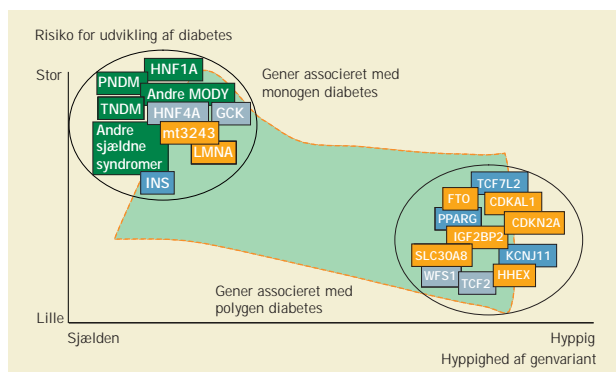 Risiko for udvikling af diabetes
Stor
HNF1A
PNDM
Andre MODY
TNDM
HNF4A
GCK
Andre
sjældne
syndromer
mt3243
LMNA
INS
Gener associeret med
monogen diabetes
TCF7L2
FTO
CDKAL1
PPARG
CDKN2A
IGF2BP2
SLC30A8
KCNJ11
WFS1
TCF2
HHEX
Gener associeret med
polygen diabetes
Lille
Sjælden
Hyppig
Hyppighed af genvariant